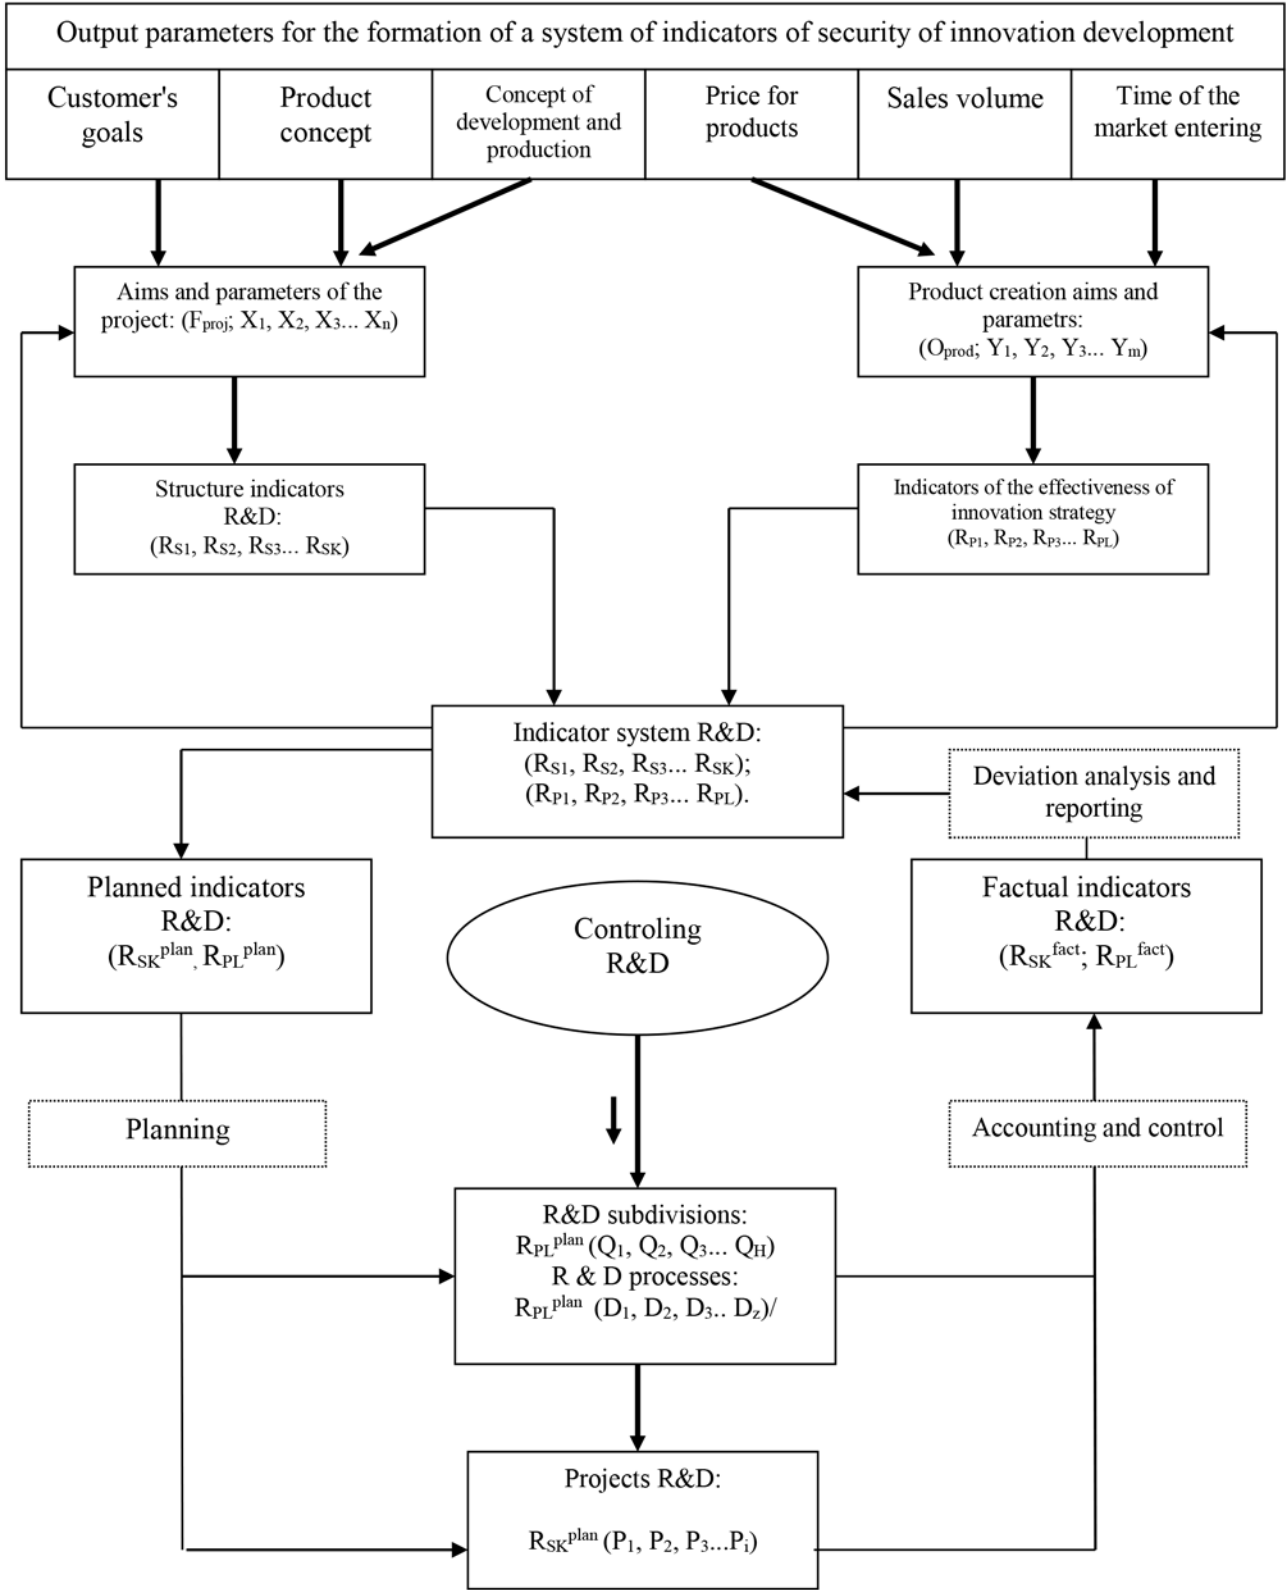 Output parameters for the formation of a system of indicators of security of innovation development
Customer's
goals
Product
concept
Concept of
development and
production
Price for
products
Sales volume
Time of the
market entering
Aims and parameters of the
project: (Fproj; X1, X2, X3... Xn)
Product creation aims and
parametrs:
(Oprod; Y1, Y2, Y3... Ym)
Structure indicators
R&D:
(RS1, RS2, RS3... RSK)
Indicators of the effectiveness of
innovation strategy
(RP1, RP2, RP3... RPL)
Indicator system R&D:
(RS1, RS2, RS3... RSK);
(RP1, RP2, RP3... RPL).
Deviation analysis and
reporting
Planned indicators
R&D:
(RSKplan, RPLplan)
Controling
R&D
Factual indicators
R&D:
(RSKfact; RPLfact)
Planning
Accounting and control
R&D subdivisions:
RPLplan (Q1, Q2, Q3... QH)
R & D processes:
RPLplan (D1, D2, D3.. Dz)/
Projects R&D:
RSKplan (P1, P2, P3...Pi)